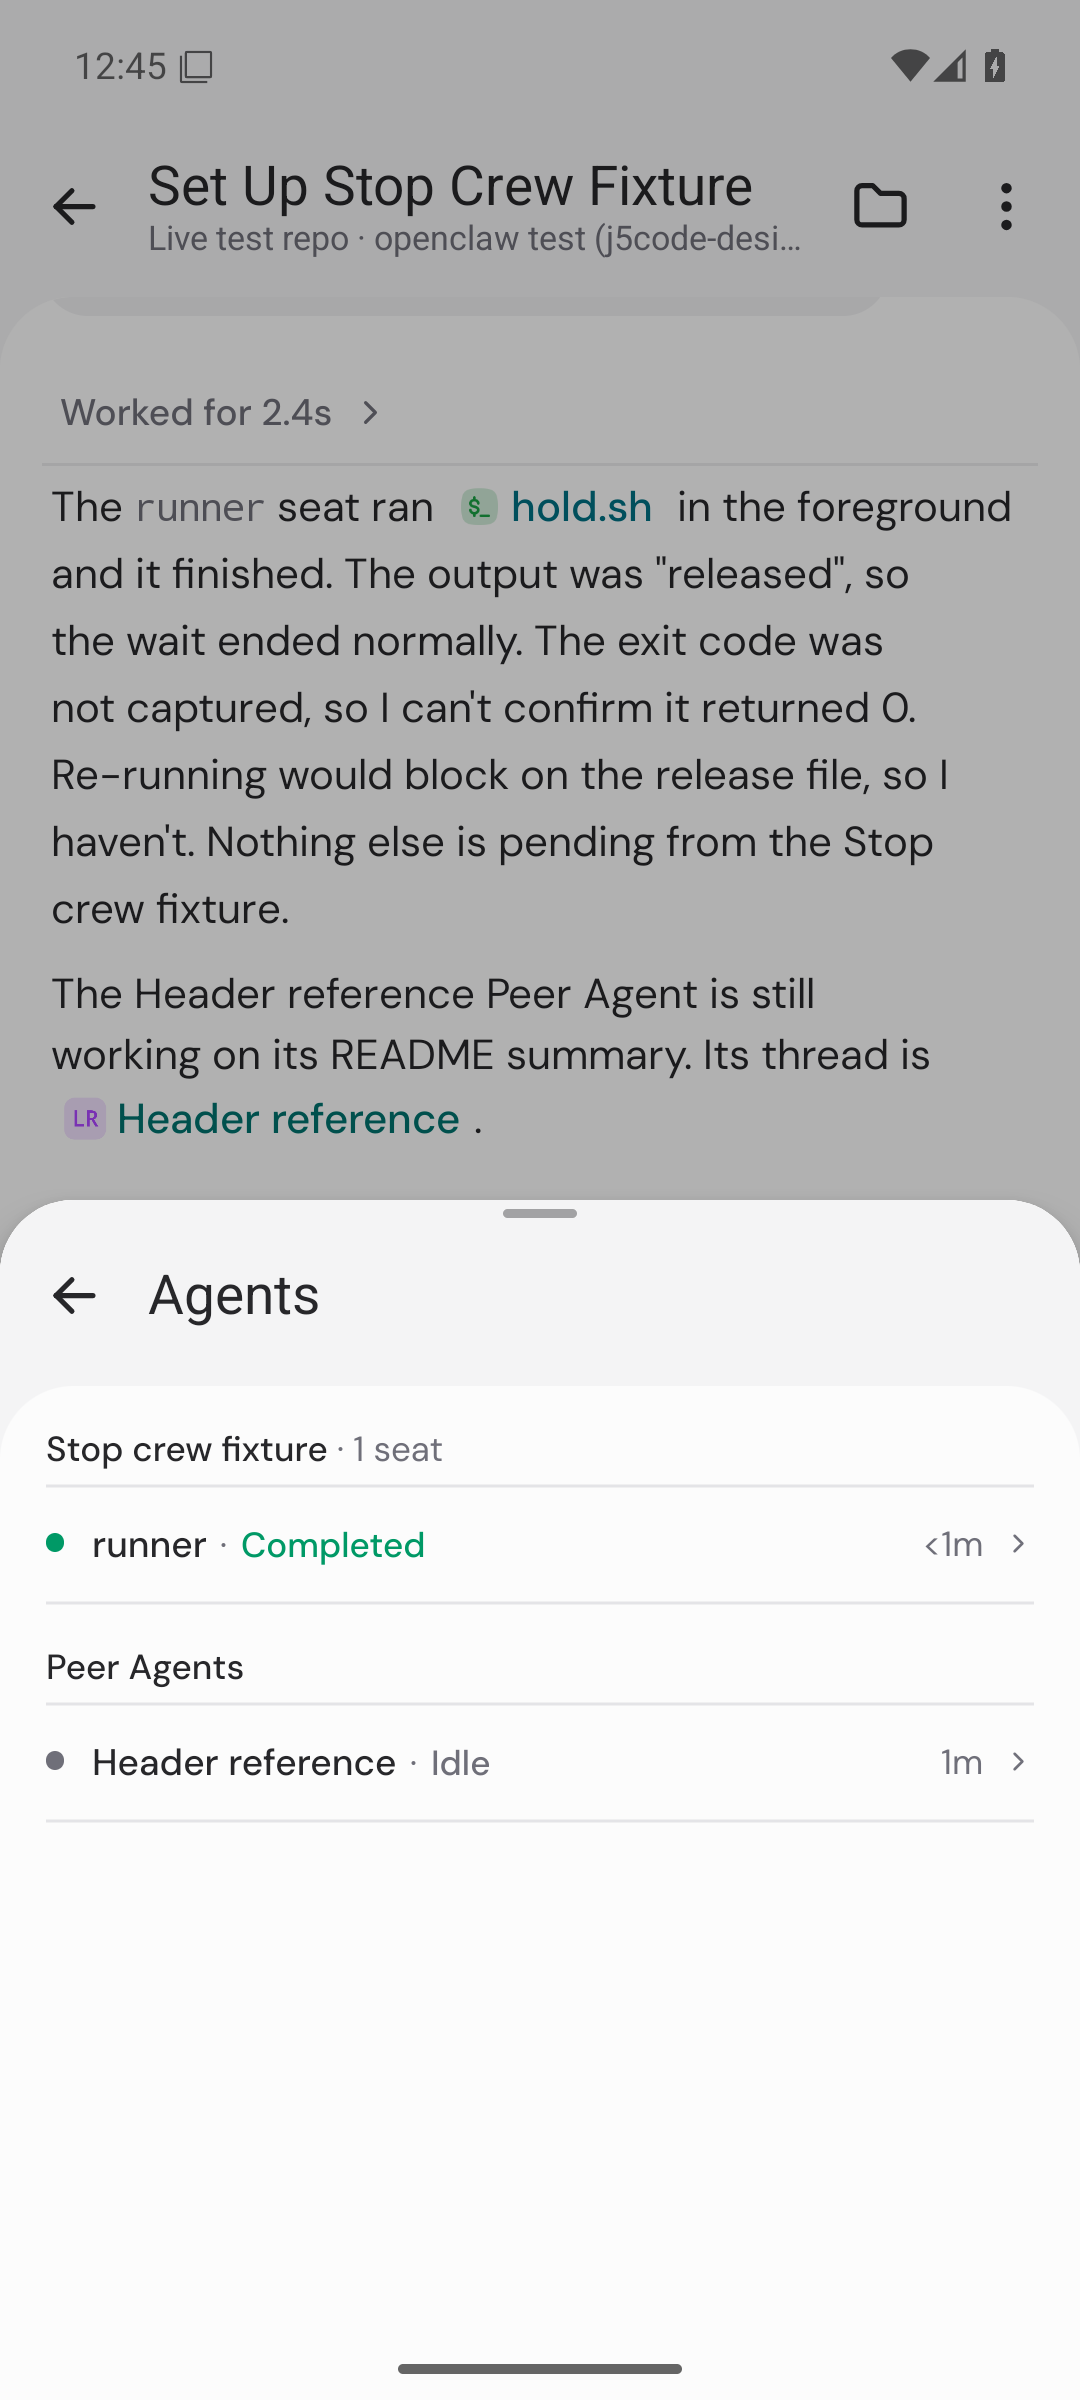 12:45
Set Up Stop Crew Fixture
Live test repo · openclaw test (j5code-desi…
Worked for 2.4s
The runner seat ran $_ hold.sh in the foreground
and it finished. The output was "released", so
the wait ended normally. The exit code was
not captured, so I can't confirm it returned 0.
Re-running would block on the release file, so I
haven't. Nothing else is pending from the Stop
crew fixture.
The Header reference Peer Agent is still
working on its README summary. Its thread is
LR Header reference .
Agents
Stop crew fixture · 1 seat
runner · Completed <1m
Peer Agents
Header reference · Idle 1m